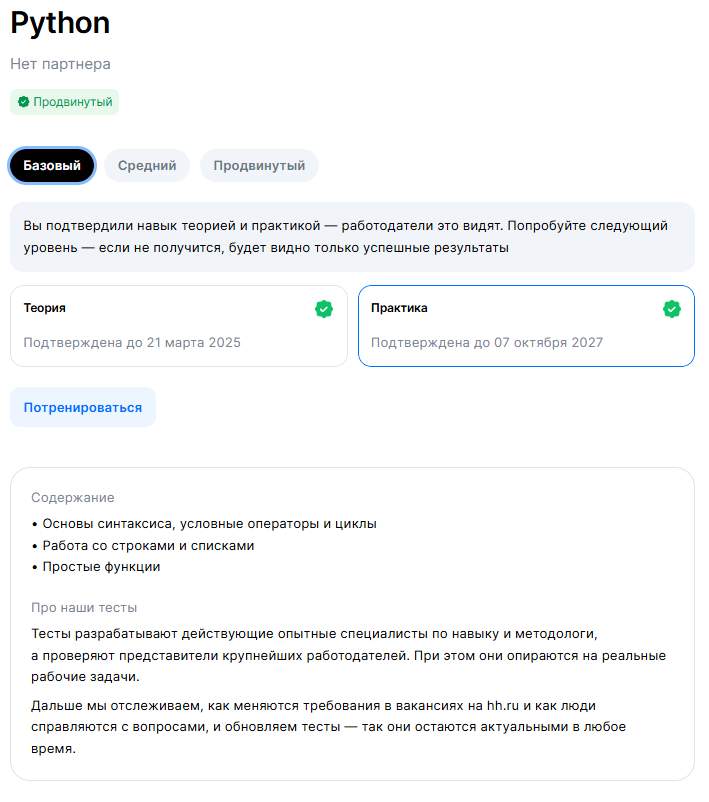 Python
Нет партнера
Продвинутый
Базовый Средний Продвинутый
Вы подтвердили навык теорией и практикой — работодатели это видят. Попробуйте следующий
уровень — если не получится, будет видно только успешные результаты
Теория
Подтверждена до 21 марта 2025
Практика
Подтверждена до 07 октября 2027
Потренироваться
Содержание
• Основы синтаксиса, условные операторы и циклы
• Работа со строками и списками
• Простые функции
Про наши тесты
Тесты разрабатывают действующие опытные специалисты по навыку и методологи,
а проверяют представители крупнейших работодателей. При этом они опираются на реальные
рабочие задачи.
Дальше мы отслеживаем, как меняются требования в вакансиях на hh.ru и как люди
справляются с вопросами, и обновляем тесты — так они остаются актуальными в любое
время.